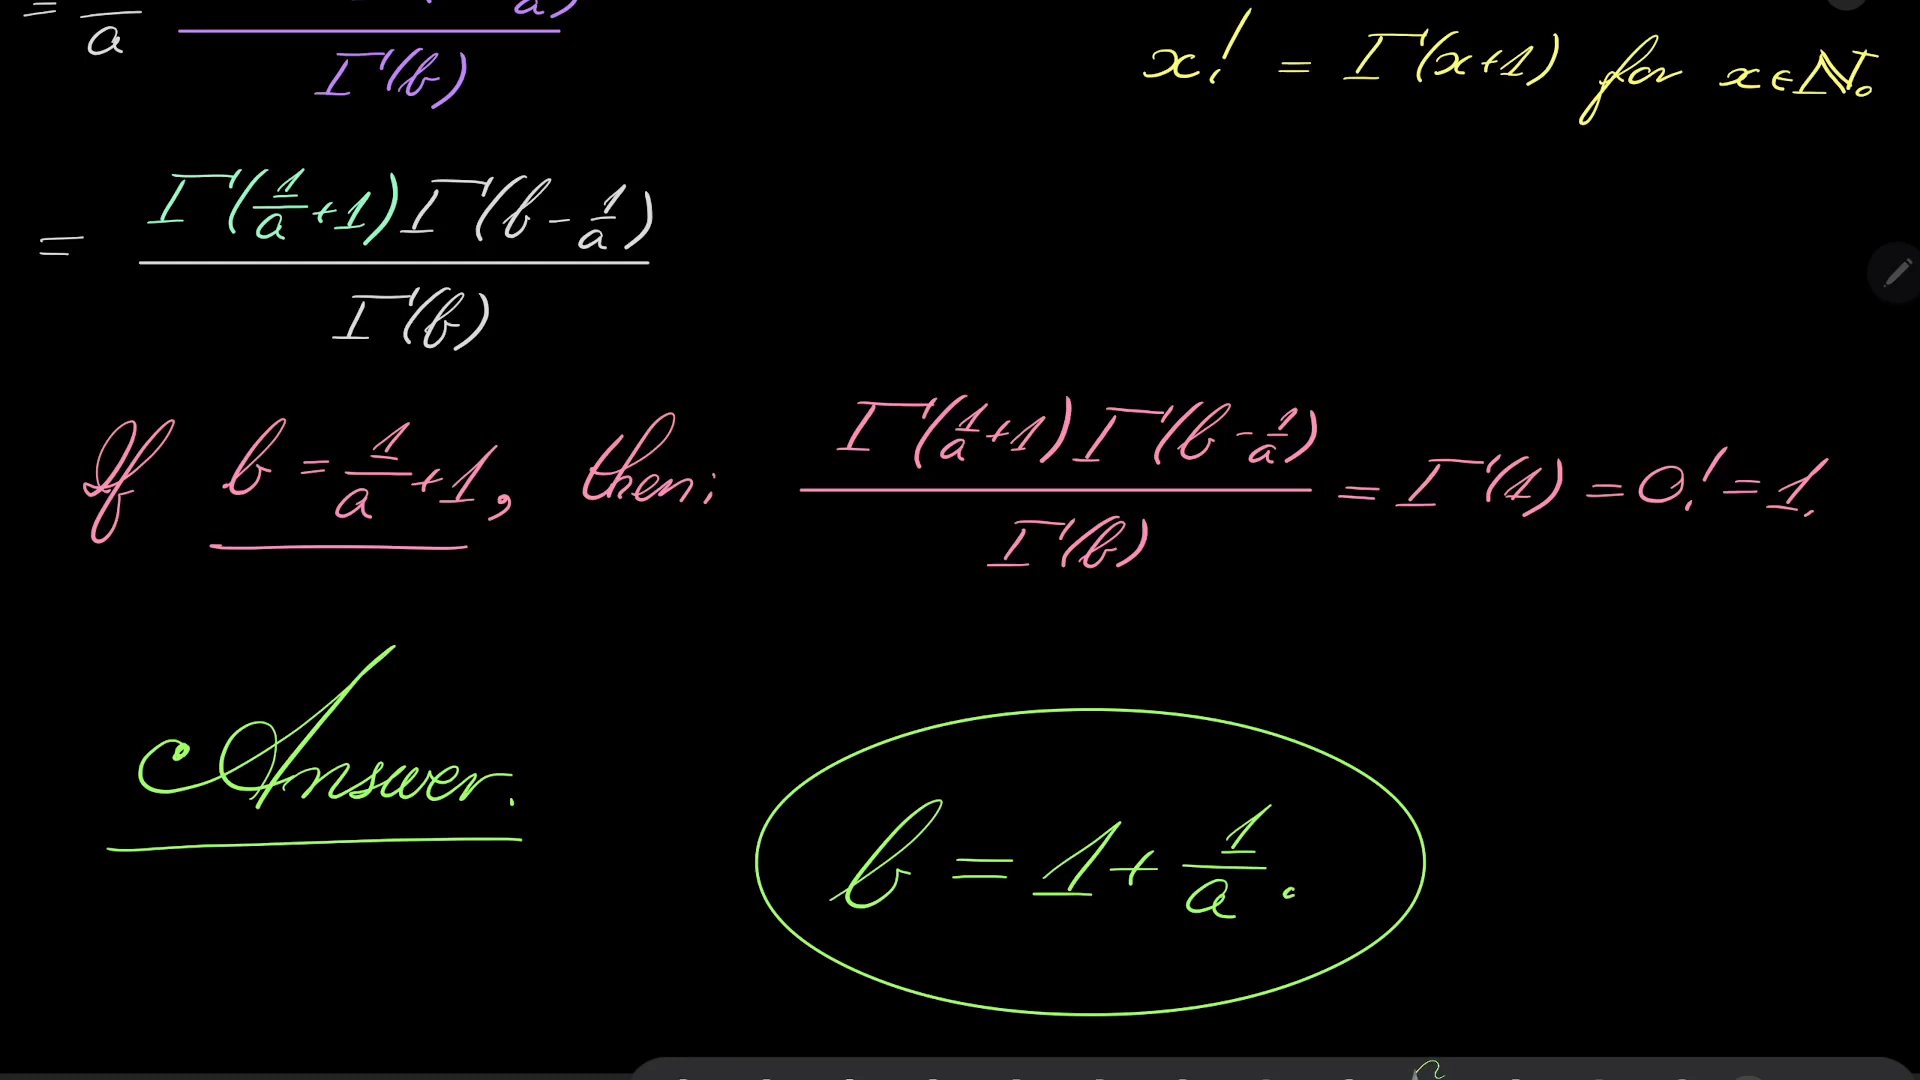 = — a  a) / Γ(b)
x! = Γ(x+1) for x∈ℕ₀
= Γ(1/a+1)Γ(b-1/a) / Γ(b)
If b = 1/a+1, then: Γ(1/a+1)Γ(b-1/a) / Γ(b) = Γ(1) = 0! = 1.
Answer.
b = 1 + 1/a.